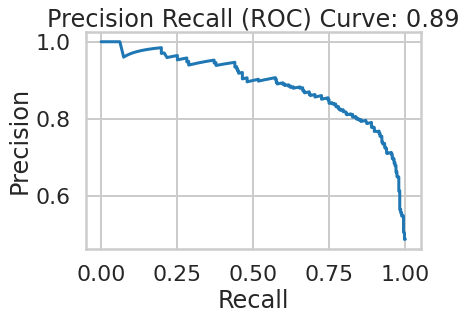 Precision Recall (ROC) Curve: 0.89
1.0
0.8
0.6
Precision
0.00 0.25 0.50 0.75 1.00
Recall